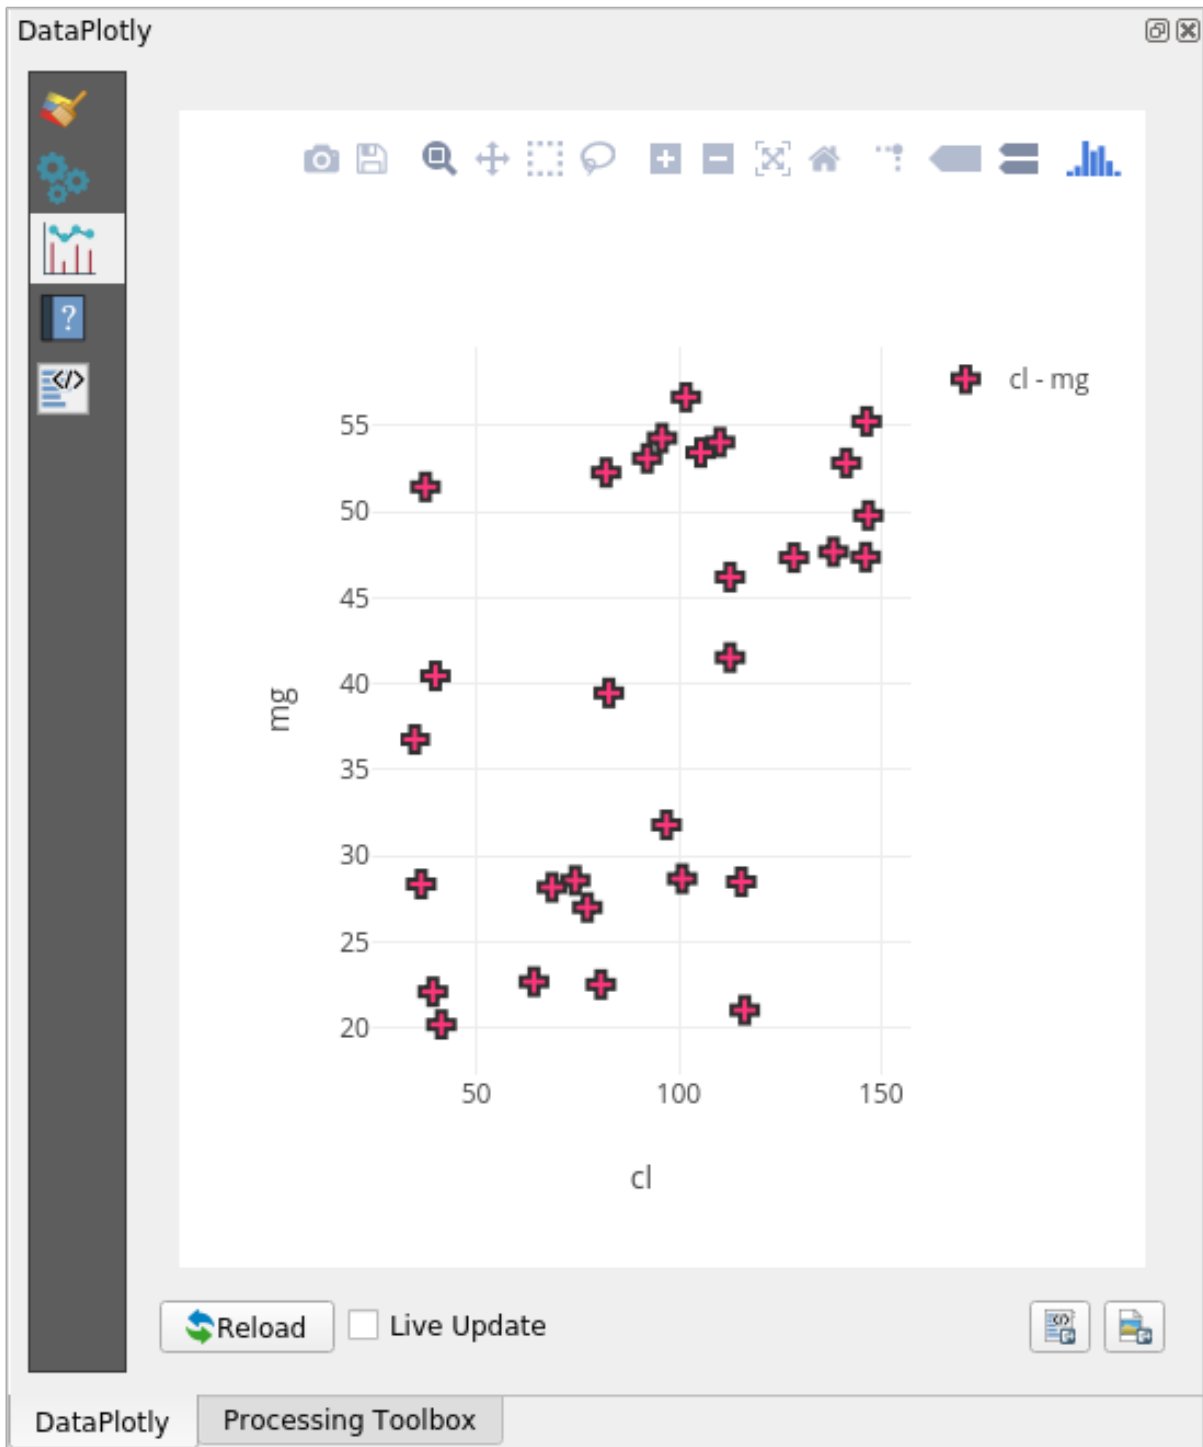 DataPlotly
?
</>
cl - mg
55
50
45
40
35
30
25
20
mg
50 100 150
cl
Reload Live Update
</>
DataPlotly Processing Toolbox